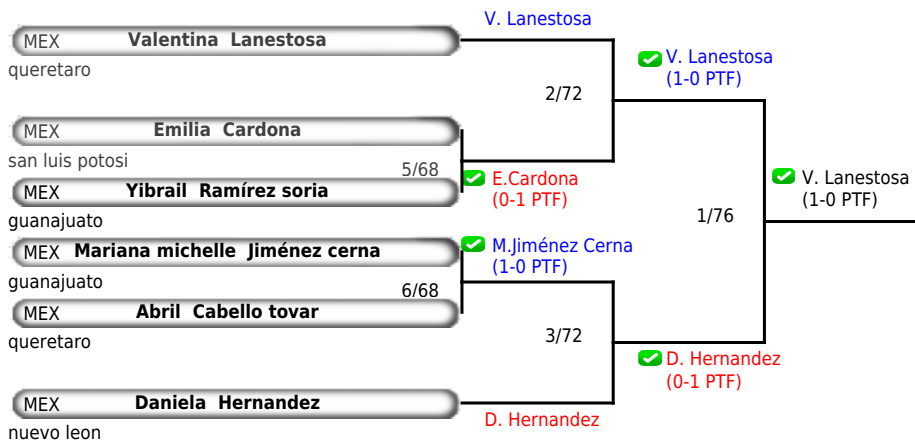 V. Lanestosa
MEX Valentina Lanestosa
queretaro
V. Lanestosa
(1-0 PTF)
2/72
MEX Emilia Cardona
san luis potosi
5/68
E.Cardona
(0-1 PTF)
MEX Yibrail Ramírez soria
guanajuato
V. Lanestosa
(1-0 PTF)
1/76
MEX Mariana michelle Jiménez cerna
guanajuato
M.Jiménez Cerna
(1-0 PTF)
6/68
MEX Abril Cabello tovar
queretaro
3/72
D. Hernandez
(0-1 PTF)
MEX Daniela Hernandez
nuevo leon
D. Hernandez